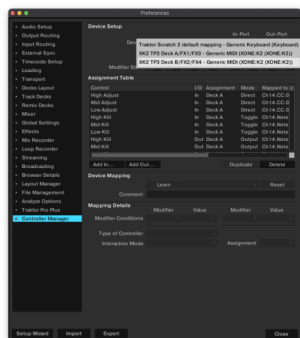 Preferences
Audio Setup
Output Routing
Input Routing
External Sync
Timecode Setup
Loading
Transport
Decks Layout
Track Decks
Remix Decks
Mixer
Global Settings
Effects
Mix Recorder
Loop Recorder
Streaming
Broadcasting
Browser Details
Layout Manager
File Management
Analyze Options
Traktor Pro Plus
Controller Manager
Device Setup
In-Port Out-Port
Traktor Scratch 2 default mapping - Generic Keyboard (Keyboard)
XK2 TP3 Deck A/FX1/FX3 - Generic MIDI (XONE:K2 (XONE:K2))
XK2 TP3 Deck B/FX2/FX4 - Generic MIDI (XONE:K2 (XONE:K2))
Assignment Table
Control I/O Assignment Mode Mapped to
High Adjust In Deck A Direct Ch14.CC.0
Mid Adjust In Deck A Direct Ch14.CC.0
Low Adjust In Deck A Direct Ch14.CC.0
High Kill In Deck A Toggle Ch14.Note
Mid Kill In Deck A Toggle Ch14.Note
Low Kill In Deck A Toggle Ch14.Note
High Kill Out Deck A Output Ch14.Note
Mid Kill Out Deck A Output Ch14.Note
Add In... Add Out... Duplicate Delete
Device Mapping
Learn Reset
Comment
Mapping Details
Modifier Value Modifier Value
Modifier Conditions
Type of Controller
Interaction Mode Assignment
Setup Wizard Import Export Close